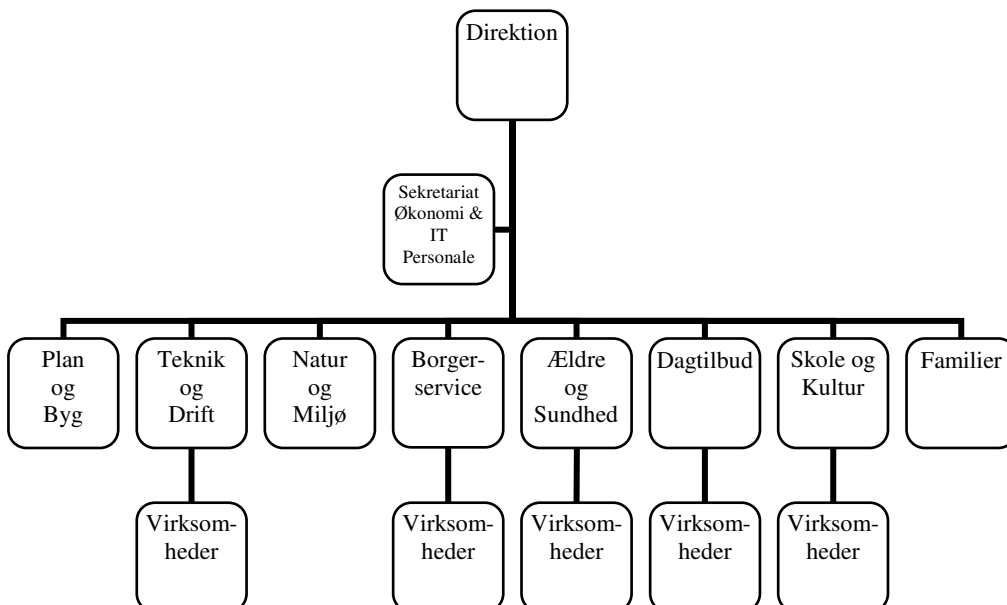 Direktion
Sekretariat
Økonomi &
IT
Personale
Plan
og
Byg
Teknik
og
Drift
Natur
og
Miljø
Borger-
service
Ældre
og
Sundhed
Dagtilbud
Skole og
Kultur
Familier
Virksom-
heder
Virksom-
heder
Virksom-
heder
Virksom-
heder
Virksom-
heder